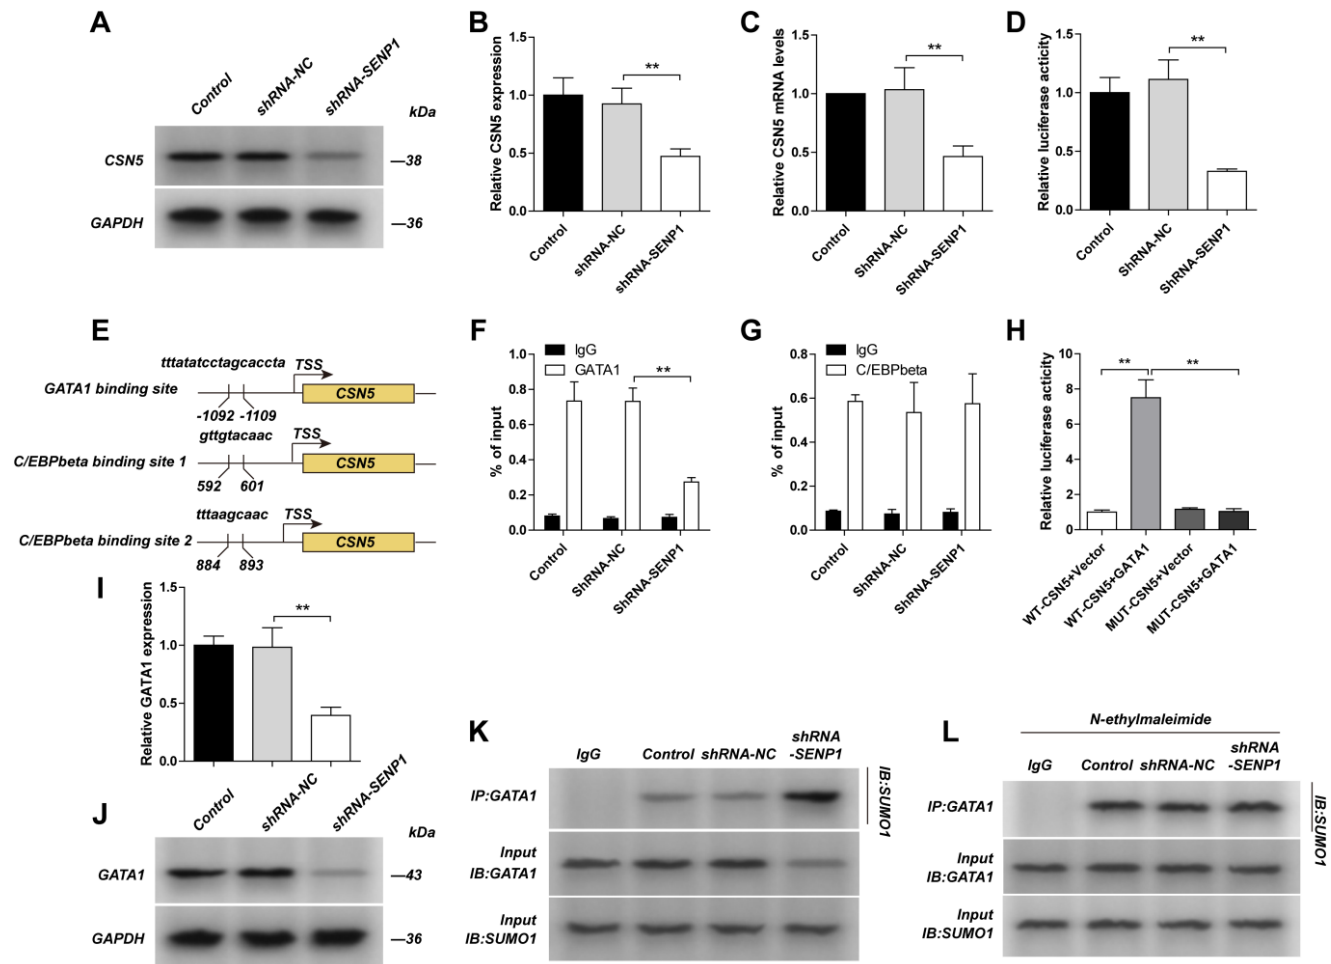 A
Control
shRNA-NC
shRNA-SENP1
kDa
CSN5
—38
GAPDH
—36
B
Relative CSN5 expression
1.5
1.0
0.5
0.0
**
Control
shRNA-NC
shRNA-SENP1
C
Relative CSN5 mRNA levels
1.5
1.0
0.5
0.0
**
Control
ShRNA-NC
ShRNA-SENP1
D
Relative luciferase acticity
1.5
1.0
0.5
0.0
**
Control
ShRNA-NC
ShRNA-SENP1
E
tttatatcctagcaccta
TSS
GATA1 binding site
CSN5
-1092 -1109
gttgtacaac
TSS
C/EBPbeta binding site 1
CSN5
592 601
tttaagcaac
TSS
C/EBPbeta binding site 2
CSN5
884 893
F
IgG
GATA1
% of input
1.0
0.8
0.6
0.4
0.2
0.0
**
Control
ShRNA-NC
ShRNA-SENP1
G
IgG
C/EBPbeta
% of input
0.8
0.6
0.4
0.2
0.0
Control
ShRNA-NC
ShRNA-SENP1
H
Relative luciferase acticity
10
8
6
4
2
0
**
**
WT-CSN5+Vector
WT-CSN5+GATA1
MUT-CSN5+Vector
MUT-CSN5+GATA1
I
Relative GATA1 expression
1.5
1.0
0.5
0.0
**
Control
shRNA-NC
shRNA-SENP1
J
kDa
GATA1
—43
GAPDH
—36
K
IgG
Control
shRNA-NC
shRNA
-SENP1
IP:GATA1
IB:SUMO1
Input
IB:GATA1
Input
IB:SUMO1
L
N-ethylmaleimide
IgG
Control
shRNA-NC
shRNA
-SENP1
IP:GATA1
IB:SUMO1
Input
IB:GATA1
Input
IB:SUMO1